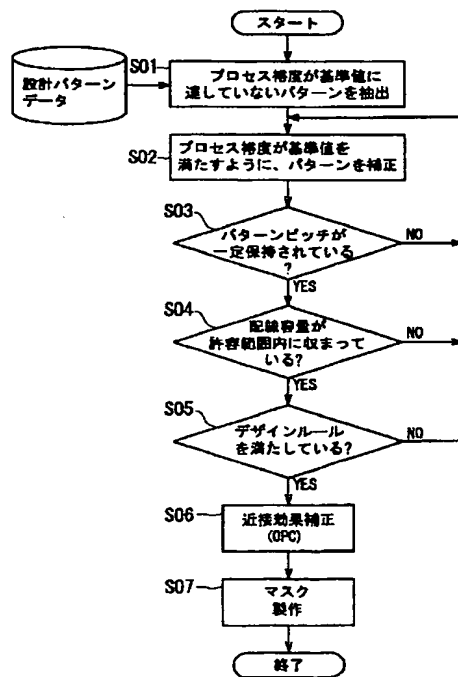 スタート
設計パターン
データ
S01
プロセス裕度が基準値に
達していないパターンを抽出
S02
プロセス裕度が基準値を
満たすように、パターンを補正
S03
パターンピッチが
一定保持されている
?
NO
YES
S04
配線容量が
許容範囲内に収まって
いる?
NO
YES
S05
デザインルール
を満たしている?
NO
YES
S06
近接効果補正
(OPC)
S07
マスク
製作
終了